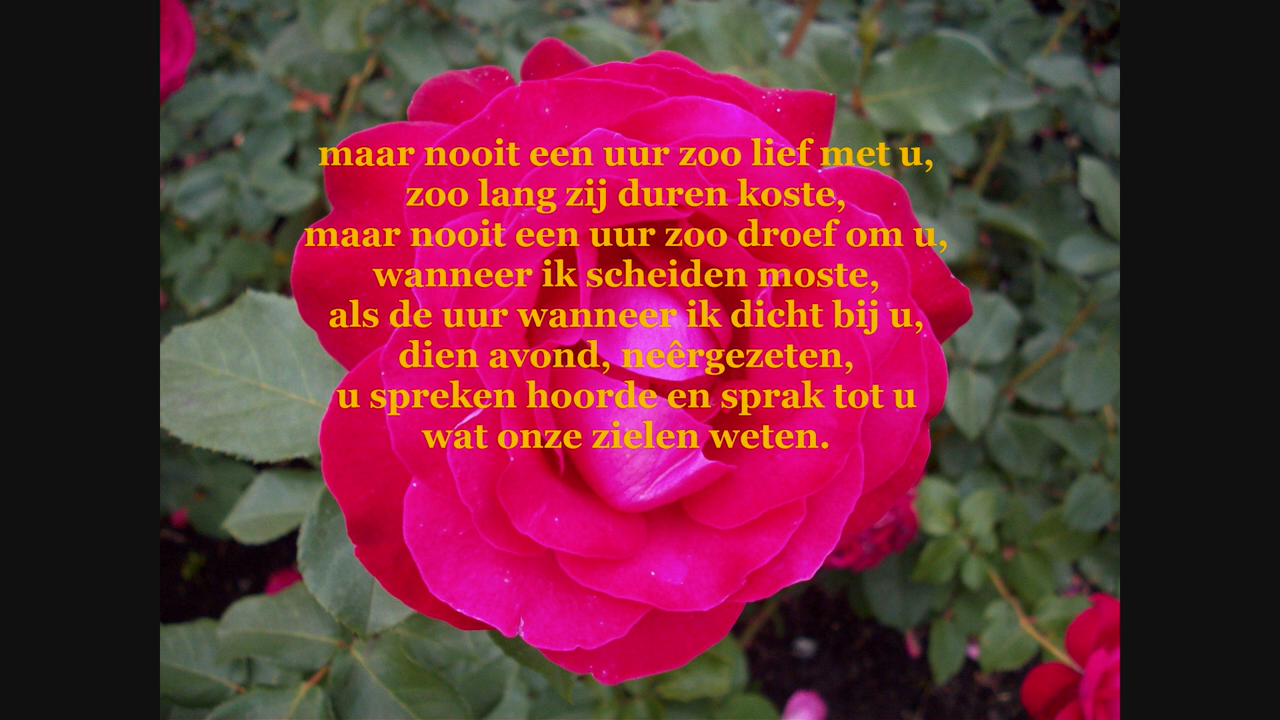 maar nooit een uur zoo lief met u,
zoo lang zij duren koste,
maar nooit een uur zoo droef om u,
wanneer ik scheiden moste,
als de uur wanneer ik dicht bij u,
dien avond, neêrgezeten,
u spreken hoorde en sprak tot u
wat onze zielen weten.